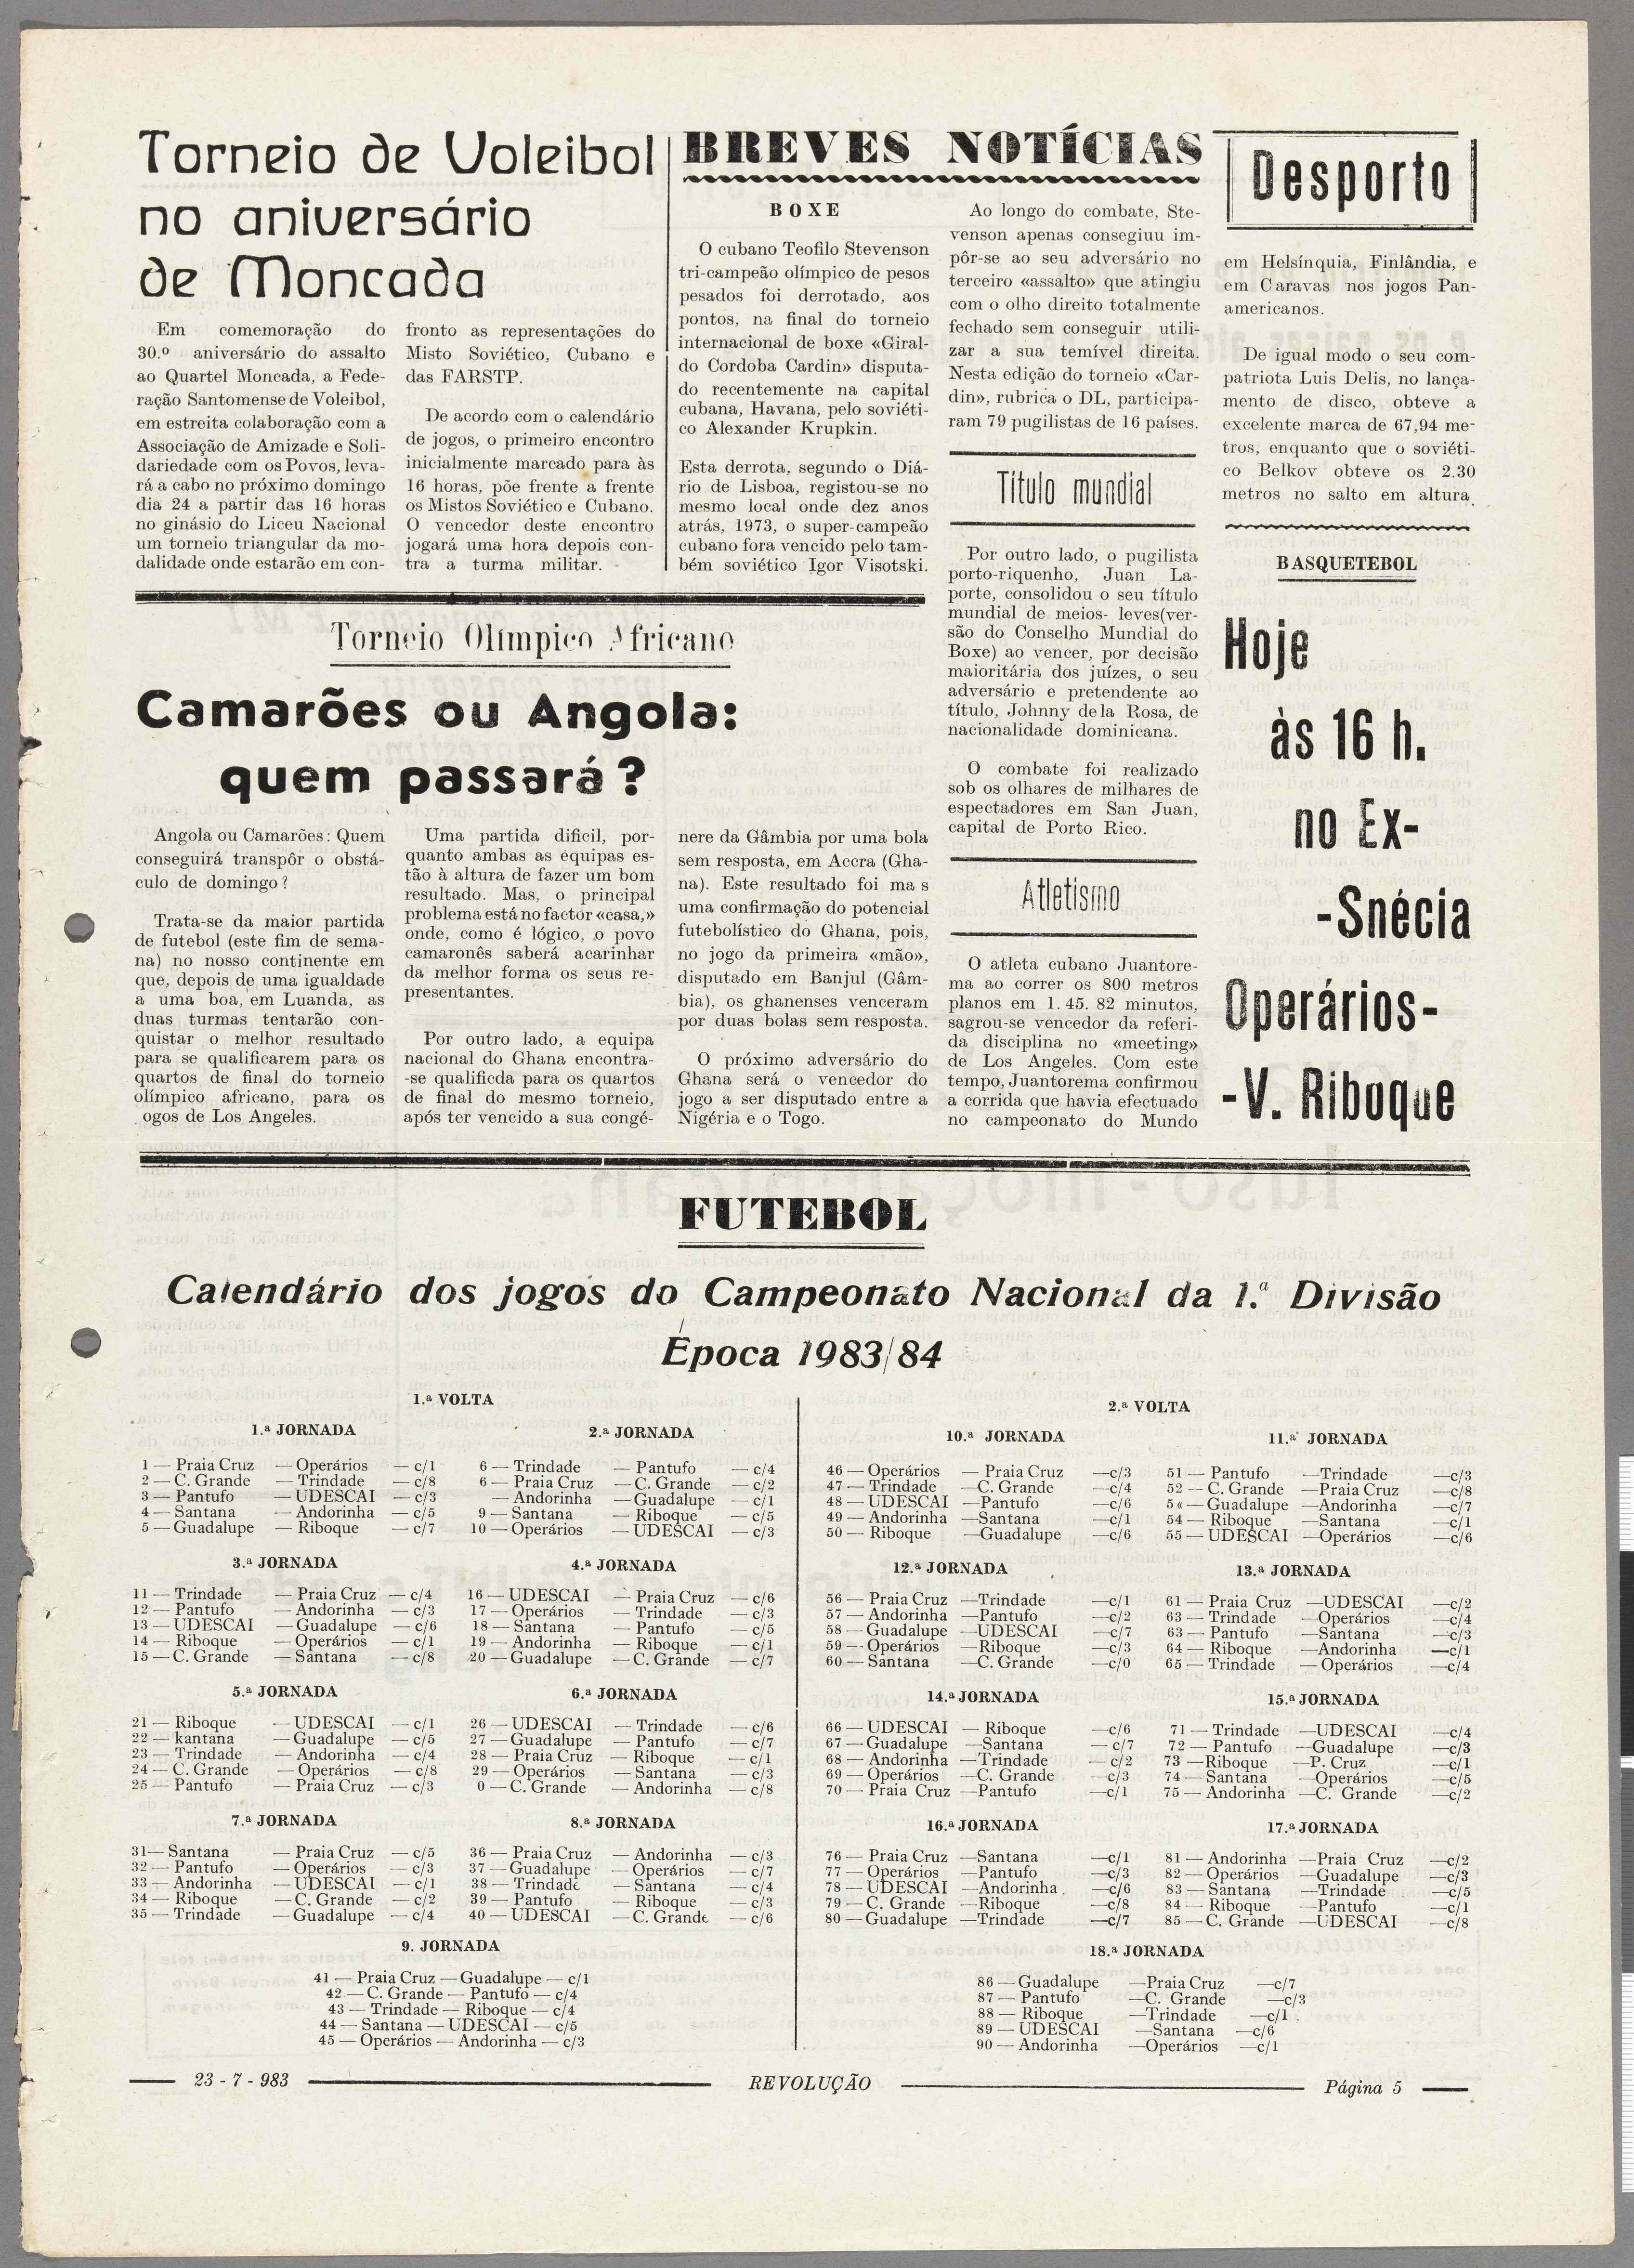 Torneio de Voleibol
no aniversário
de Moncada
Em comemoração do
30.º aniversário do assalto
ao Quartel Moncada, a Fede-
ração Santomense de Voleibol,
em estreita colaboração com a
Associação de Amizade e Soli-
dariedade com os Povos, leva-
rá a cabo no próximo domingo
dia 24 a partir das 16 horas
no ginásio do Liceu Nacional
um torneio triangular da mo-
dalidade onde estarão em con-
fronto as representações do
Misto Soviético, Cubano e
das FARSTP.
De acordo com o calendário
de jogos, o primeiro encontro
inicialmente marcado para às
16 horas, põe frente a frente
os Mistos Soviético e Cubano.
O vencedor deste encontro
jogará uma hora depois con-
tra a turma militar.
BREVES NOTÍCIAS
BOXE
O cubano Teofilo Stevenson
tri-campeão olímpico de pesos
pesados foi derrotado, aos
pontos, na final do torneio
internacional de boxe «Giral-
do Cordoba Cardin» disputa-
do recentemente na capital
cubana, Havana, pelo soviéti-
co Alexander Krupkin.
Esta derrota, segundo o Diá-
rio de Lisboa, registou-se no
mesmo local onde dez anos
atrás, 1973, o super-campeão
cubano fora vencido pelo tam-
bém soviético Igor Visotski.
Ao longo do combate, Ste-
venson apenas consegiuu im-
pôr-se ao seu adversário no
terceiro «assalto» que atingiu
com o olho direito totalmente
fechado sem conseguir utili-
zar a sua temível direita.
Nesta edição do torneio «Car-
din», rubrica o DL, participa-
ram 79 pugilistas de 16 países.
Título mundial
Por outro lado, o pugilista
porto-riquenho, Juan La-
porte, consolidou o seu título
mundial de meios- leves(ver-
são do Conselho Mundial do
Boxe) ao vencer, por decisão
maioritária dos juízes, o seu
adversário e pretendente ao
título, Johnny dela Rosa, de
nacionalidade dominicana.
O combate foi realizado
sob os olhares de milhares de
espectadores em San Juan,
capital de Porto Rico.
Atletismo
O atleta cubano Juantore-
ma ao correr os 800 metros
planos em 1. 45. 82 minutos,
sagrou-se vencedor da referi-
da disciplina no «meeting»
de Los Angeles. Com este
tempo, Juantorema confirmou
a corrida que havia efectuado
no campeonato do Mundo
Desporto
em Helsínquia, Finlândia, e
em Caravas nos jogos Pan-
americanos.
De igual modo o seu com-
patriota Luis Delis, no lança-
mento de disco, obteve a
excelente marca de 67,94 me-
tros, enquanto que o soviéti-
co Belkov obteve os 2.30
metros no salto em altura.
BASQUETEBOL
Hoje
às 16 h.
no Ex-
-Snécia
Operários-
-V. Riboque
Torneio Olímpico Africano
Camarões ou Angola:
quem passará?
Angola ou Camarões: Quem
conseguirá transpôr o obstá-
culo de domingo?
Trata-se da maior partida
de futebol (este fim de sema-
na) no nosso continente em
que, depois de uma igualdade
a uma boa, em Luanda, as
duas turmas tentarão con-
quistar o melhor resultado
para se qualificarem para os
quartos de final do torneio
olímpico africano, para os
ogos de Los Angeles.
Uma partida dificil, por-
quanto ambas as equipas es-
tão à altura de fazer um bom
resultado. Mas, o principal
problema está no factor «casa,»
onde, como é lógico, o povo
camaronês saberá acarinhar
da melhor forma os seus re-
presentantes.
Por outro lado, a equipa
nacional do Ghana encontra-
-se qualificda para os quartos
de final do mesmo torneio,
após ter vencido a sua congé-
nere da Gâmbia por uma bola
sem resposta, em Accra (Gha-
na). Este resultado foi ma s
uma confirmação do potencial
futebolístico do Ghana, pois,
no jogo da primeira «mão»,
disputado em Banjul (Gâm-
bia), os ghanenses venceram
por duas bolas sem resposta.
O próximo adversário do
Ghana será o vencedor do
jogo a ser disputado entre a
Nigéria e o Togo.
FUTEBOL
Calendário dos jogos do Campeonato Nacional da 1.ª Divisão
Época 1983/84
1.ª VOLTA
1.ª JORNADA
1 — Praia Cruz — Operários — c/1
2 — C. Grande — Trindade — c/8
3 — Pantufo — UDESCAI — c/3
4 — Santana — Andorinha — c/5
5 — Guadalupe — Riboque — c/7
2.ª JORNADA
6 — Trindade — Pantufo — c/4
6 — Praia Cruz — C. Grande — c/2
— Andorinha — Guadalupe — c/1
9 — Santana — Riboque — c/5
10 — Operários — UDESCAI — c/3
3.ª JORNADA
11 — Trindade — Praia Cruz — c/4
12 — Pantufo — Andorinha — c/3
13 — UDESCAI — Guadalupe — c/6
14 — Riboque — Operários — c/1
15 — C. Grande — Santana — c/8
4.ª JORNADA
16 — UDESCAI — Praia Cruz — c/6
17 — Operários — Trindade — c/3
18 — Santana — Pantufo — c/5
19 — Andorinha — Riboque — c/1
20 — Guadalupe — C. Grande — c/7
5.ª JORNADA
21 — Riboque — UDESCAI — c/1
22 — kantana — Guadalupe — c/5
23 — Trindade — Andorinha — c/4
24 — C. Grande — Operários — c/8
25 — Pantufo — Praia Cruz — c/3
6.ª JORNADA
26 — UDESCAI — Trindade — c/6
27 — Guadalupe — Pantufo — c/7
28 — Praia Cruz — Riboque — c/1
29 — Operários — Santana — c/3
0 — C. Grande — Andorinha — c/8
7.ª JORNADA
31 — Santana — Praia Cruz — c/5
32 — Pantufo — Operários — c/3
33 — Andorinha — UDESCAI — c/1
34 — Riboque — C. Grande — c/2
35 — Trindade — Guadalupe — c/4
8.ª JORNADA
36 — Praia Cruz — Andorinha — c/3
37 — Guadalupe — Operários — c/7
38 — Trindade — Santana — c/4
39 — Pantufo — Riboque — c/3
40 — UDESCAI — C. Grande — c/6
9. JORNADA
41 — Praia Cruz — Guadalupe — c/1
42 — C. Grande — Pantufo — c/4
43 — Trindade — Riboque — c/4
44 — Santana — UDESCAI — c/5
45 — Operários — Andorinha — c/3
2.ª VOLTA
10.ª JORNADA
46 — Operários — Praia Cruz —c/3
47 — Trindade —C. Grande —c/4
48 — UDESCAI —Pantufo —c/6
49 — Andorinha —Santana —c/1
50 — Riboque —Guadalupe —c/6
11.ª JORNADA
51 — Pantufo —Trindade —c/3
52 — C. Grande —Praia Cruz —c/8
5« — Guadalupe —Andorinha —c/7
54 — Riboque —Santana —c/1
55 — UDESCAI —Operários —c/6
12.ª JORNADA
56 — Praia Cruz —Trindade —c/1
57 — Andorinha —Pantufo —c/2
58 — Guadalupe —UDESCAI —c/7
59 — Operários —Riboque —c/3
60 — Santana —C. Grande —c/0
13.ª JORNADA
61 — Praia Cruz —UDESCAI —c/2
63 — Trindade —Operários —c/4
63 — Pantufo —Santana —c/3
64 — Riboque —Andorinha —c/1
65 — Trindade — Operários —c/4
14.ª JORNADA
66 — UDESCAI — Riboque —c/6
67 — Guadalupe —Santana — c/7
68 — Andorinha —Trindade — c/2
69 — Operários —C. Grande —c/3
70 — Praia Cruz —Pantufo —c/1
15.ª JORNADA
71 — Trindade —UDESCAI —c/4
72 — Pantufo —Guadalupe —c/3
73 —Riboque —P. Cruz —c/1
74 — Santana —Operários —c/5
75 — Andorinha —C. Grande —c/2
16.ª JORNADA
76 — Praia Cruz —Santana —c/1
77 — Operários —Pantufo —c/3
78 — UDESCAI —Andorinha —c/6
79 — C. Grande —Riboque —c/8
80 — Guadalupe —Trindade —c/7
17.ª JORNADA
81 — Andorinha —Praia Cruz —c/2
82 — Operários —Guadalupe —c/3
83 — Santana —Trindade —c/5
84 — Riboque —Pantufo —c/1
85 — C. Grande —UDESCAI —c/8
18.ª JORNADA
86 — Guadalupe —Praia Cruz —c/7
87 — Pantufo —C. Grande —c/3
88 — Riboque —Trindade —c/1
89 — UDESCAI —Santana —c/6
90 — Andorinha —Operários —c/1
23 - 7 - 983 REVOLUÇÃO Página 5